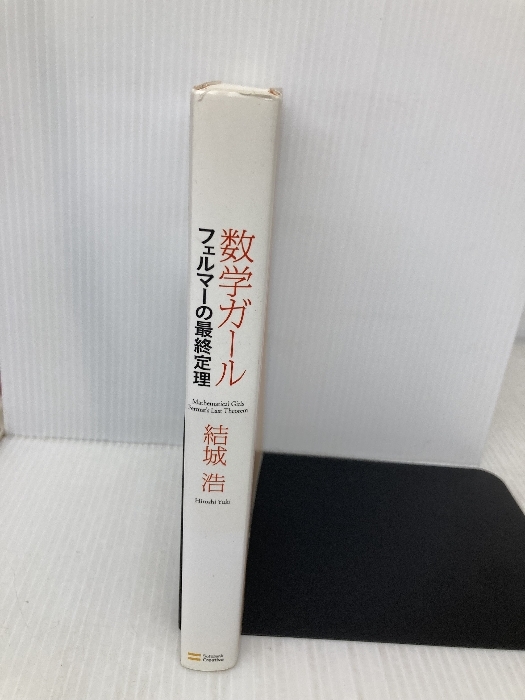 数学ガール
フェルマーの最終定理
Mathematical Girls
Fermat's Last Theorem
結城 浩
Hiroshi Yuki
Softbank
Creative